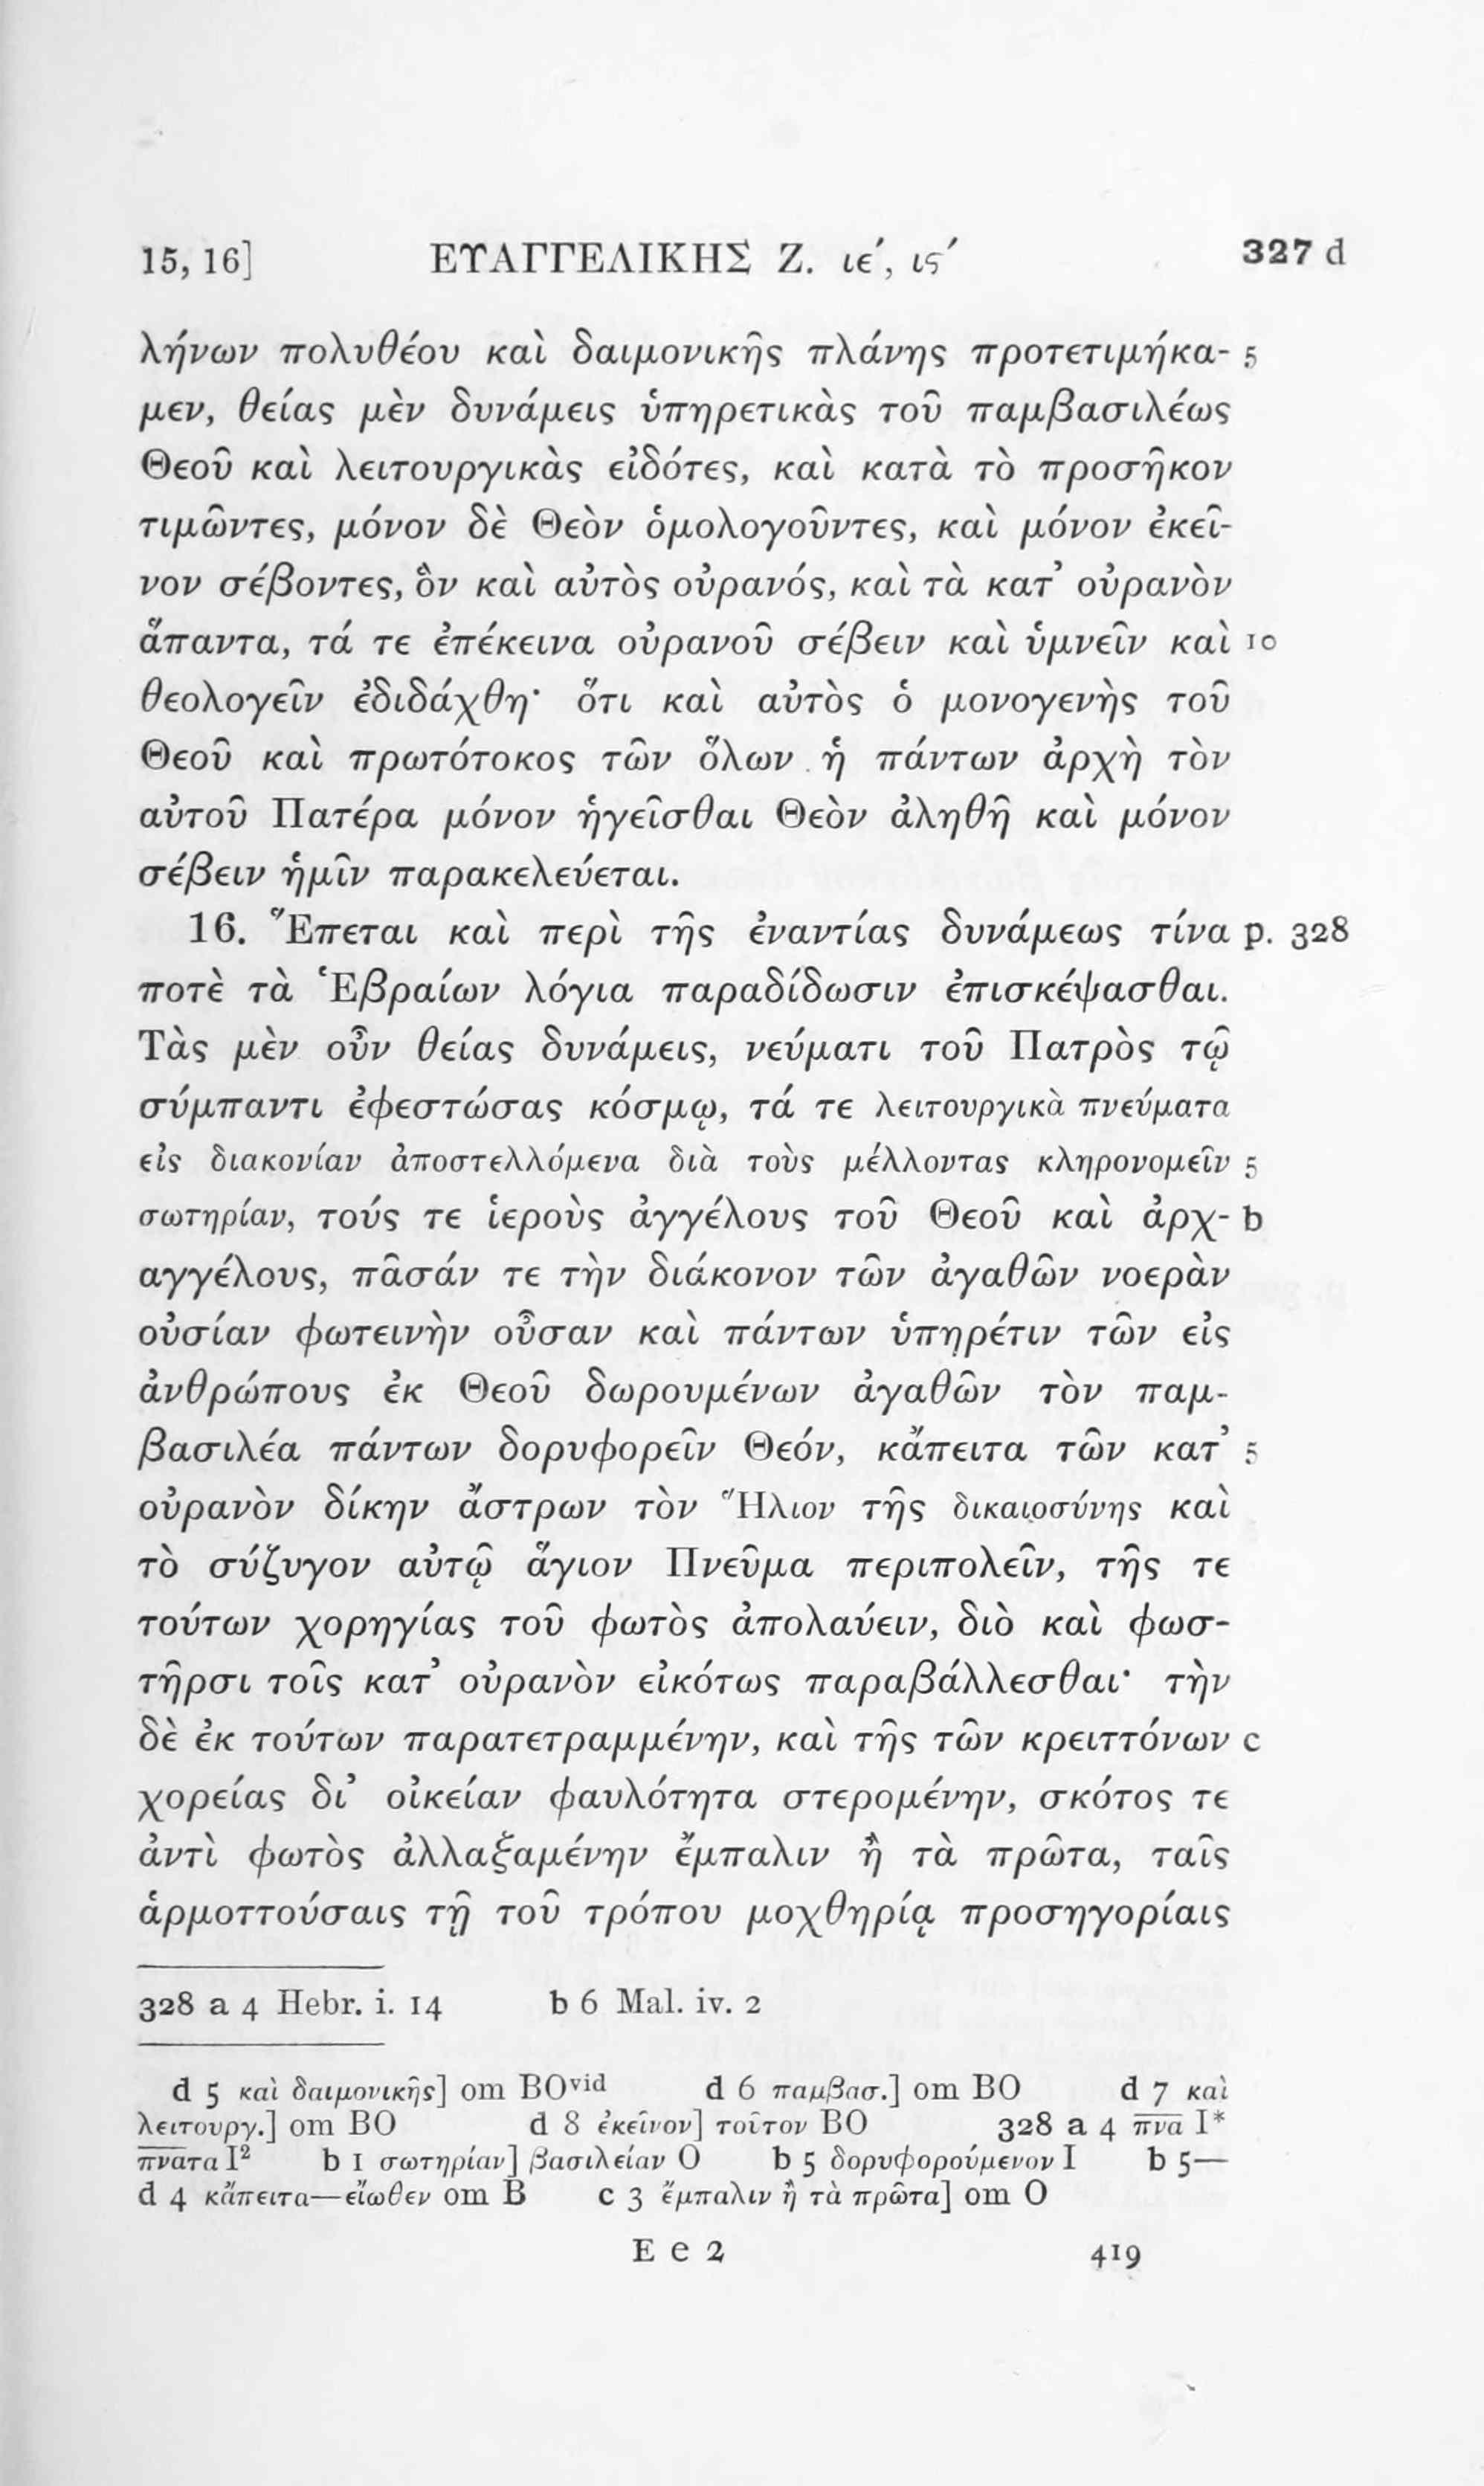 15, 16] ΕΥΑΓΓΕΛΙΚΗΣ Ζ. ιε΄, ις΄ 327 d
λήνων πολυθέου καὶ δαιμονικῆς πλάνης προτετιμήκα- 5
μεν, θείας μὲν δυνάμεις ὑπηρετικὰς τοῦ παμβασιλέως
Θεοῦ καὶ λειτουργικὰς εἰδότες, καὶ κατὰ τὸ προσῆκον
τιμῶντες, μόνον δὲ Θεὸν ὁμολογοῦντες, καὶ μόνον ἐκεῖ-
νον σέβοντες, ὃν καὶ αὐτὸς οὐρανός, καὶ τὰ κατ’ οὐρανὸν
ἅπαντα, τά τε ἐπέκεινα οὐρανοῦ σέβειν καὶ ὑμνεῖν καὶ 10
θεολογεῖν ἐδιδάχθη· ὅτι καὶ αὐτὸς ὁ μονογενὴς τοῦ
Θεοῦ καὶ πρωτότοκος τῶν ὅλων ἡ πάντων ἀρχὴ τὸν
αὐτοῦ Πατέρα μόνον ἡγεῖσθαι Θεὸν ἀληθῆ καὶ μόνον
σέβειν ἡμῖν παρακελεύεται.
16. Ἕπεται καὶ περὶ τῆς ἐναντίας δυνάμεως τίνα p. 328
ποτὲ τὰ Ἑβραίων λόγια παραδίδωσιν ἐπισκέψασθαι.
Τὰς μὲν οὖν θείας δυνάμεις, νεύματι τοῦ Πατρὸς τῷ
σύμπαντι ἐφεστώσας κόσμῳ, τά τε λειτουργικὰ πνεύματα
εἰς διακονίαν ἀποστελλόμενα διὰ τοὺς μέλλοντας κληρονομεῖν 5
σωτηρίαν, τούς τε ἱεροὺς ἀγγέλους τοῦ Θεοῦ καὶ ἀρχ- b
αγγέλους, πᾶσάν τε τὴν διάκονον τῶν ἀγαθῶν νοερὰν
οὐσίαν φωτεινὴν οὖσαν καὶ πάντων ὑπηρέτιν τῶν εἰς
ἀνθρώπους ἐκ Θεοῦ δωρουμένων ἀγαθῶν τὸν παμ-
βασιλέα πάντων δορυφορεῖν Θεόν, κἄπειτα τῶν κατ’ 5
οὐρανὸν δίκην ἄστρων τὸν Ἥλιον τῆς δικαιοσύνης καὶ
τὸ σύζυγον αὐτῷ ἅγιον Πνεῦμα περιπολεῖν, τῆς τε
τούτων χορηγίας τοῦ φωτὸς ἀπολαύειν, διὸ καὶ φωσ-
τῆρσι τοῖς κατ’ οὐρανὸν εἰκότως παραβάλλεσθαι· τὴν
δὲ ἐκ τούτων παρατετραμμένην, καὶ τῆς τῶν κρειττόνων c
χορείας δι’ οἰκείαν φαυλότητα στερομένην, σκότος τε
ἀντὶ φωτὸς ἀλλαξαμένην ἔμπαλιν ἢ τὰ πρῶτα, ταῖς
ἁρμοττούσαις τῇ τοῦ τρόπου μοχθηρίᾳ προσηγορίαις
328 a 4 Hebr. i. 14 b 6 Mal. iv. 2
d 5 καὶ δαιμονικῆς] om BOvid d 6 παμβασ.] om BO d 7 καὶ
λειτουργ.] om BO d 8 ἐκεῖνον] τοῦτον BO 328 a 4 π̅ν̅α̅ I*
π̅ν̅α̅τα I² b 1 σωτηρίαν] βασιλείαν O b 5 δορυφορούμενον I b 5—
d 4 κἄπειτα—εἴωθεν om B c 3 ἔμπαλιν ἢ τὰ πρῶτα] om O
E e 2 419